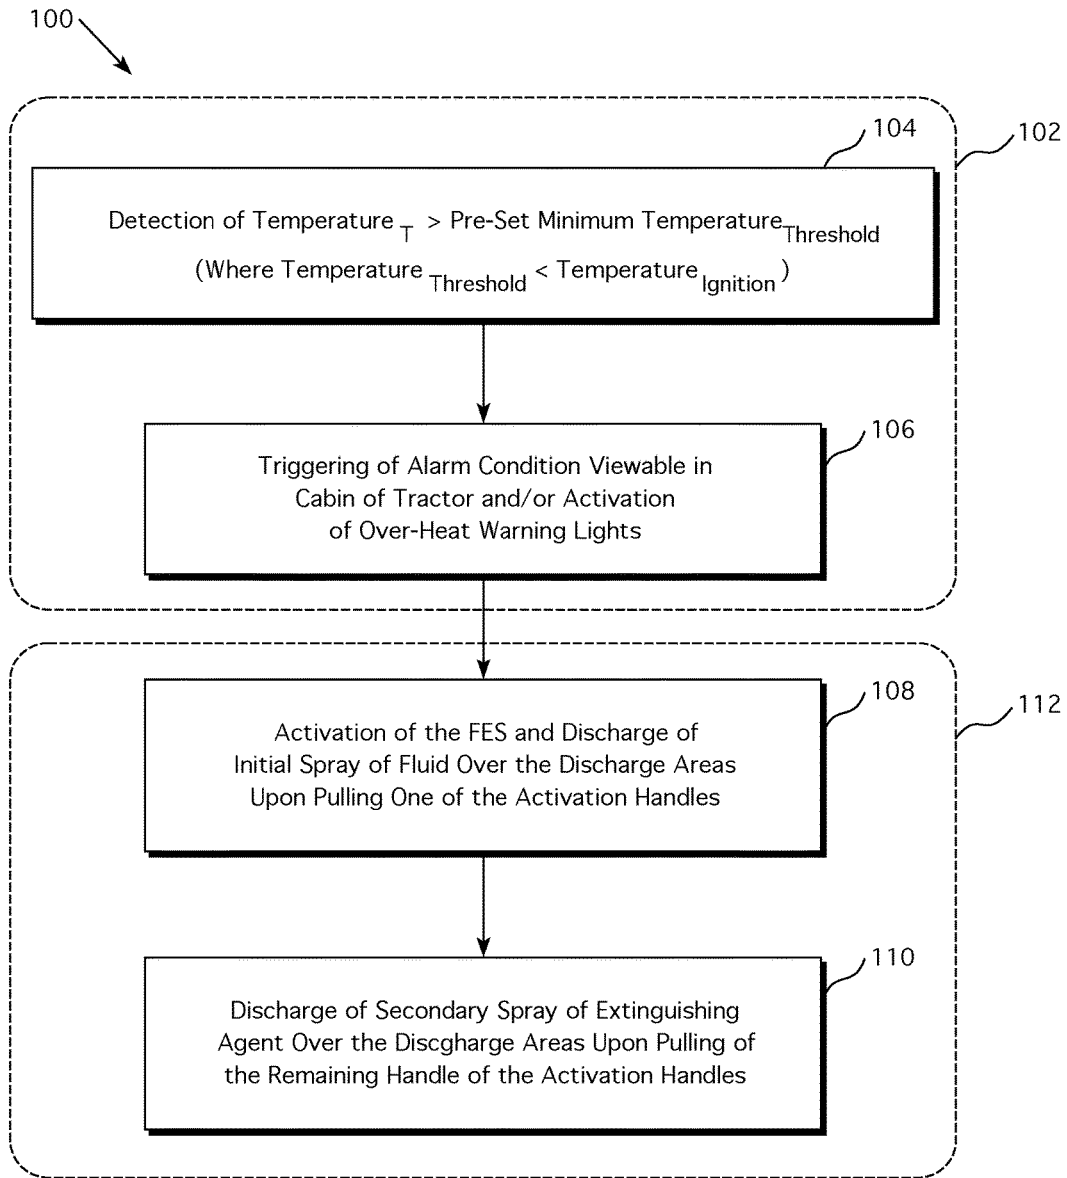 100
102
104
Detection of Temperature T > Pre-Set Minimum Temperature Threshold
(Where Temperature Threshold < Temperature Ignition)
106
Triggering of Alarm Condition Viewable in
Cabin of Tractor and/or Activation
of Over-Heat Warning Lights
112
108
Activation of the FES and Discharge of
Initial Spray of Fluid Over the Discharge Areas
Upon Pulling One of the Activation Handles
110
Discharge of Secondary Spray of Extinguishing
Agent Over the Discgharge Areas Upon Pulling of
the Remaining Handle of the Activation Handles